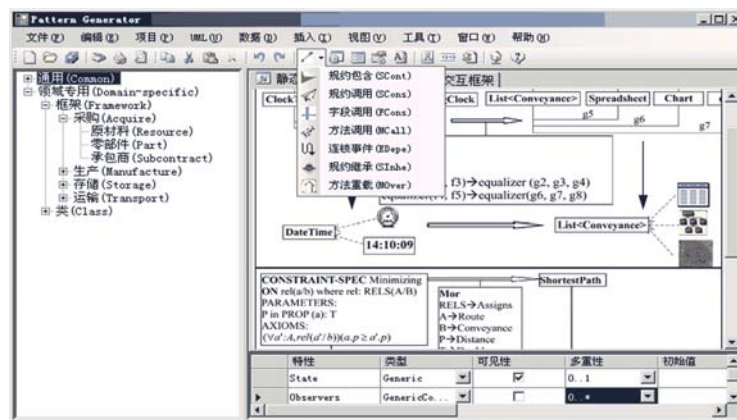 Pattern Generator
文件(F) 编辑(E) 项目(P) UML(U) 数据(D) 插入(I) 视图(V) 工具(T) 窗口(W) 帮助(H)
通用(Common)
领域专用(Domain-specific)
框架(Framework)
采购(Acquire)
原材料(Resource)
零部件(Part)
承包商(Subcontract)
生产(Manufacture)
存储(Storage)
运输(Transport)
类(Class)
静态 交互框架
规约包含(SCont)
规约调用(SCons)
字段调用(FCons)
方法调用(MCall)
连锁事件(EDepe)
规约继承(SInhe)
方法重载(MOver)
Clock List<Conveyance> Spreadsheet Chart
g5
g6
g7
f3)→equalizer (g2, g3, g4)
f5)→equalizer(g6, g7, g8)
DateTime
14:10:09
List<Conveyance>
CONSTRAINT-SPEC Minimizing
ON rel(a/b) where rel: RELS(A/B)
PARAMETERS:
P in PROP (a): T
AXIOMS:
(∀a':A,rel(a'/b))(a.p ≥ a'.p)
Mor
RELS→Assigns
A→Route
B→Conveyance
P→Distance
ShortestPath
特性 类型 可见性 多重性 初始值
State Generic 0..1
Observers GenericCo... 0..*